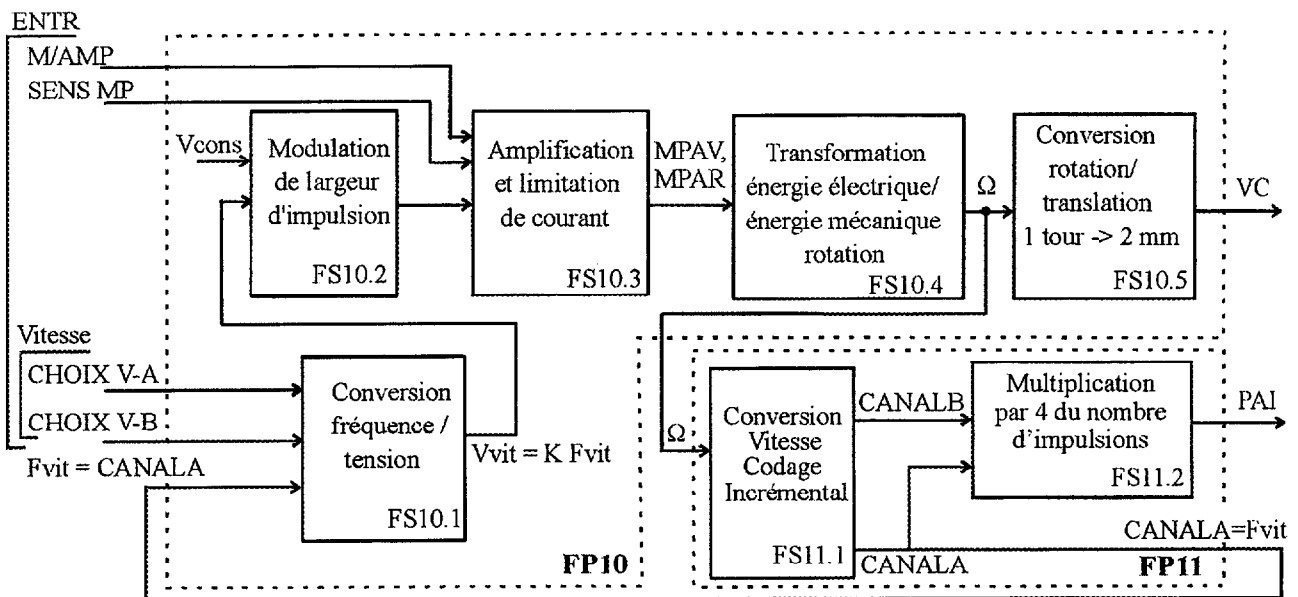 ENTR
M/AMP
SENS MP
Vcons
Modulation
de largeur
d'impulsion
FS10.2
Amplification
et limitation
de courant
FS10.3
MPAV,
MPAR
Transformation
énergie électrique/
énergie mécanique
rotation
FS10.4
Ω
Conversion
rotation/
translation
1 tour -> 2 mm
FS10.5
VC
Vitesse
CHOIX V-A
CHOIX V-B
Fvit = CANALA
Conversion
fréquence /
tension
FS10.1
Vvit = K Fvit
FP10
Ω
Conversion
Vitesse
Codage
Incrémental
FS11.1
CANALB
CANALA
Multiplication
par 4 du nombre
d'impulsions
FS11.2
PAI
CANALA=Fvit
FP11